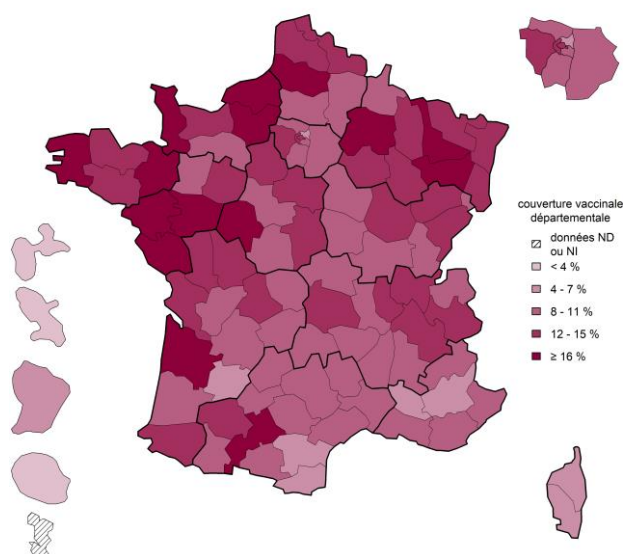 couverture vaccinale
départementale
données ND
ou NI
< 4 %
4 - 7 %
8 - 11 %
12 - 15 %
≥ 16 %